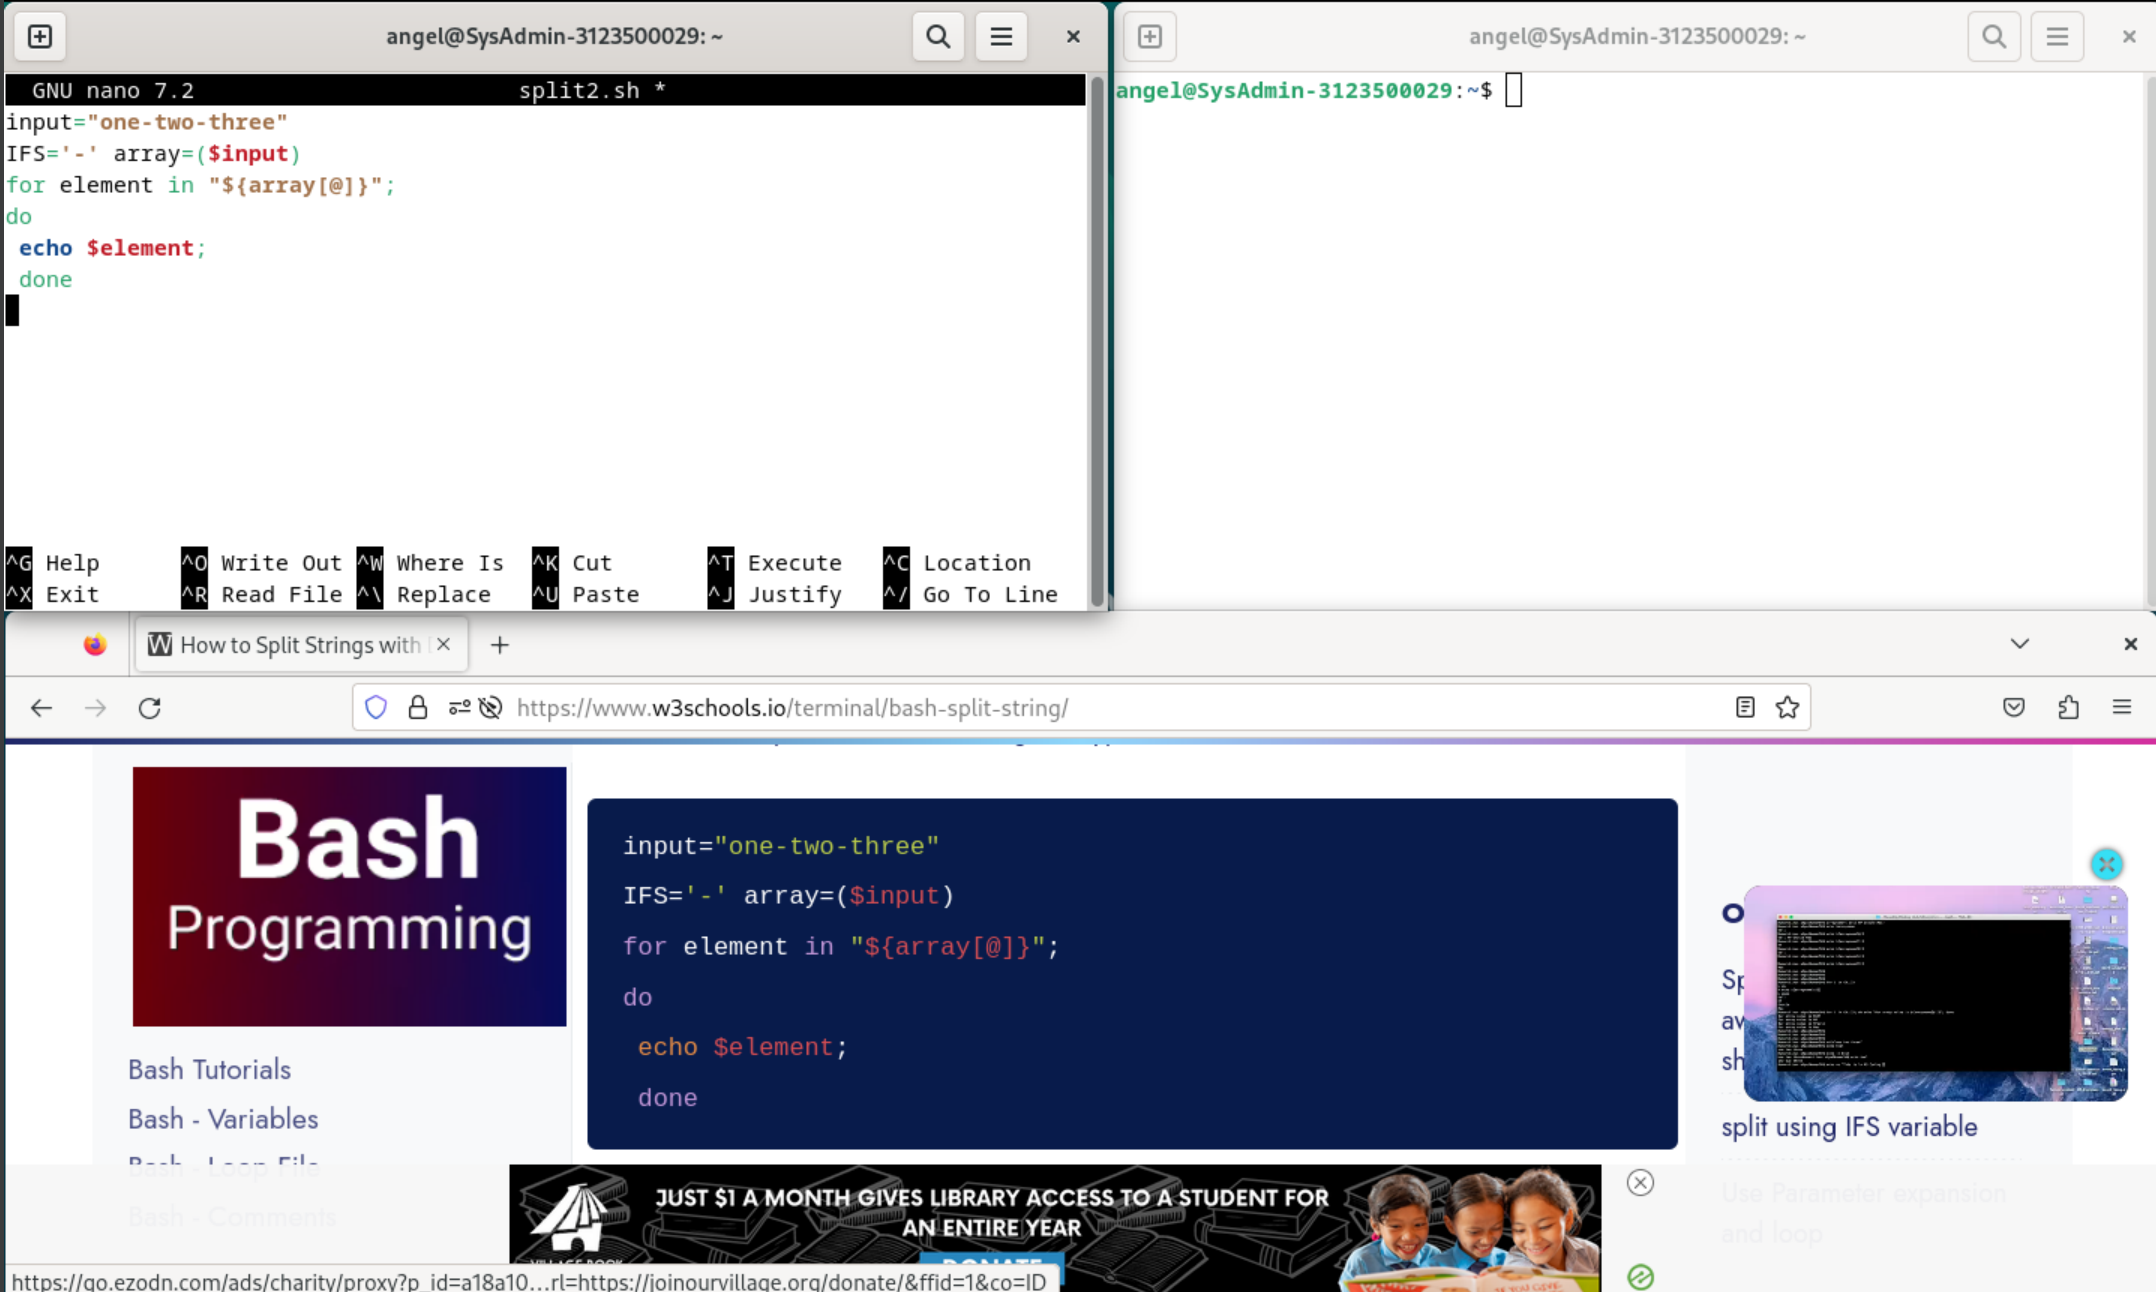 angel@SysAdmin-3123500029: ~
GNU nano 7.2 split2.sh *
input="one-two-three"
IFS='-' array=($input)
for element in "${array[@]}";
do
 echo $element;
 done
^G Help ^O Write Out ^W Where Is ^K Cut ^T Execute ^C Location
^X Exit ^R Read File ^\ Replace ^U Paste ^J Justify ^/ Go To Line
angel@SysAdmin-3123500029: ~
angel@SysAdmin-3123500029:~$
How to Split Strings with
https://www.w3schools.io/terminal/bash-split-string/
Bash
Programming
Bash Tutorials
Bash - Variables
Bash - Loop File
Bash - Comments
input="one-two-three"
IFS='-' array=($input)
for element in "${array[@]}";
do
 echo $element;
 done
split using IFS variable
Use Parameter expansion
and loop
JUST $1 A MONTH GIVES LIBRARY ACCESS TO A STUDENT FOR
AN ENTIRE YEAR
DONATE
https://go.ezodn.com/ads/charity/proxy?p_id=a18a10...rl=https://joinourvillage.org/donate/&ffid=1&co=ID